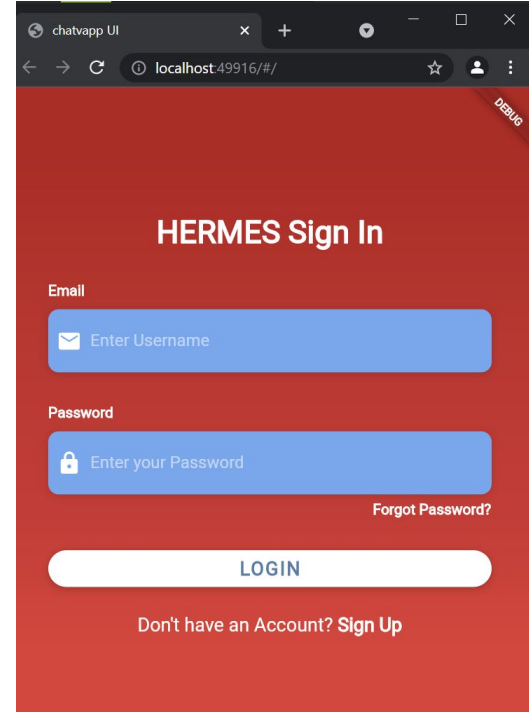 chatvapp UI
localhost:49916/#/
DEBUG
HERMES Sign In
Email
Enter Username
Password
Enter your Password
Forgot Password?
LOGIN
Don't have an Account? Sign Up